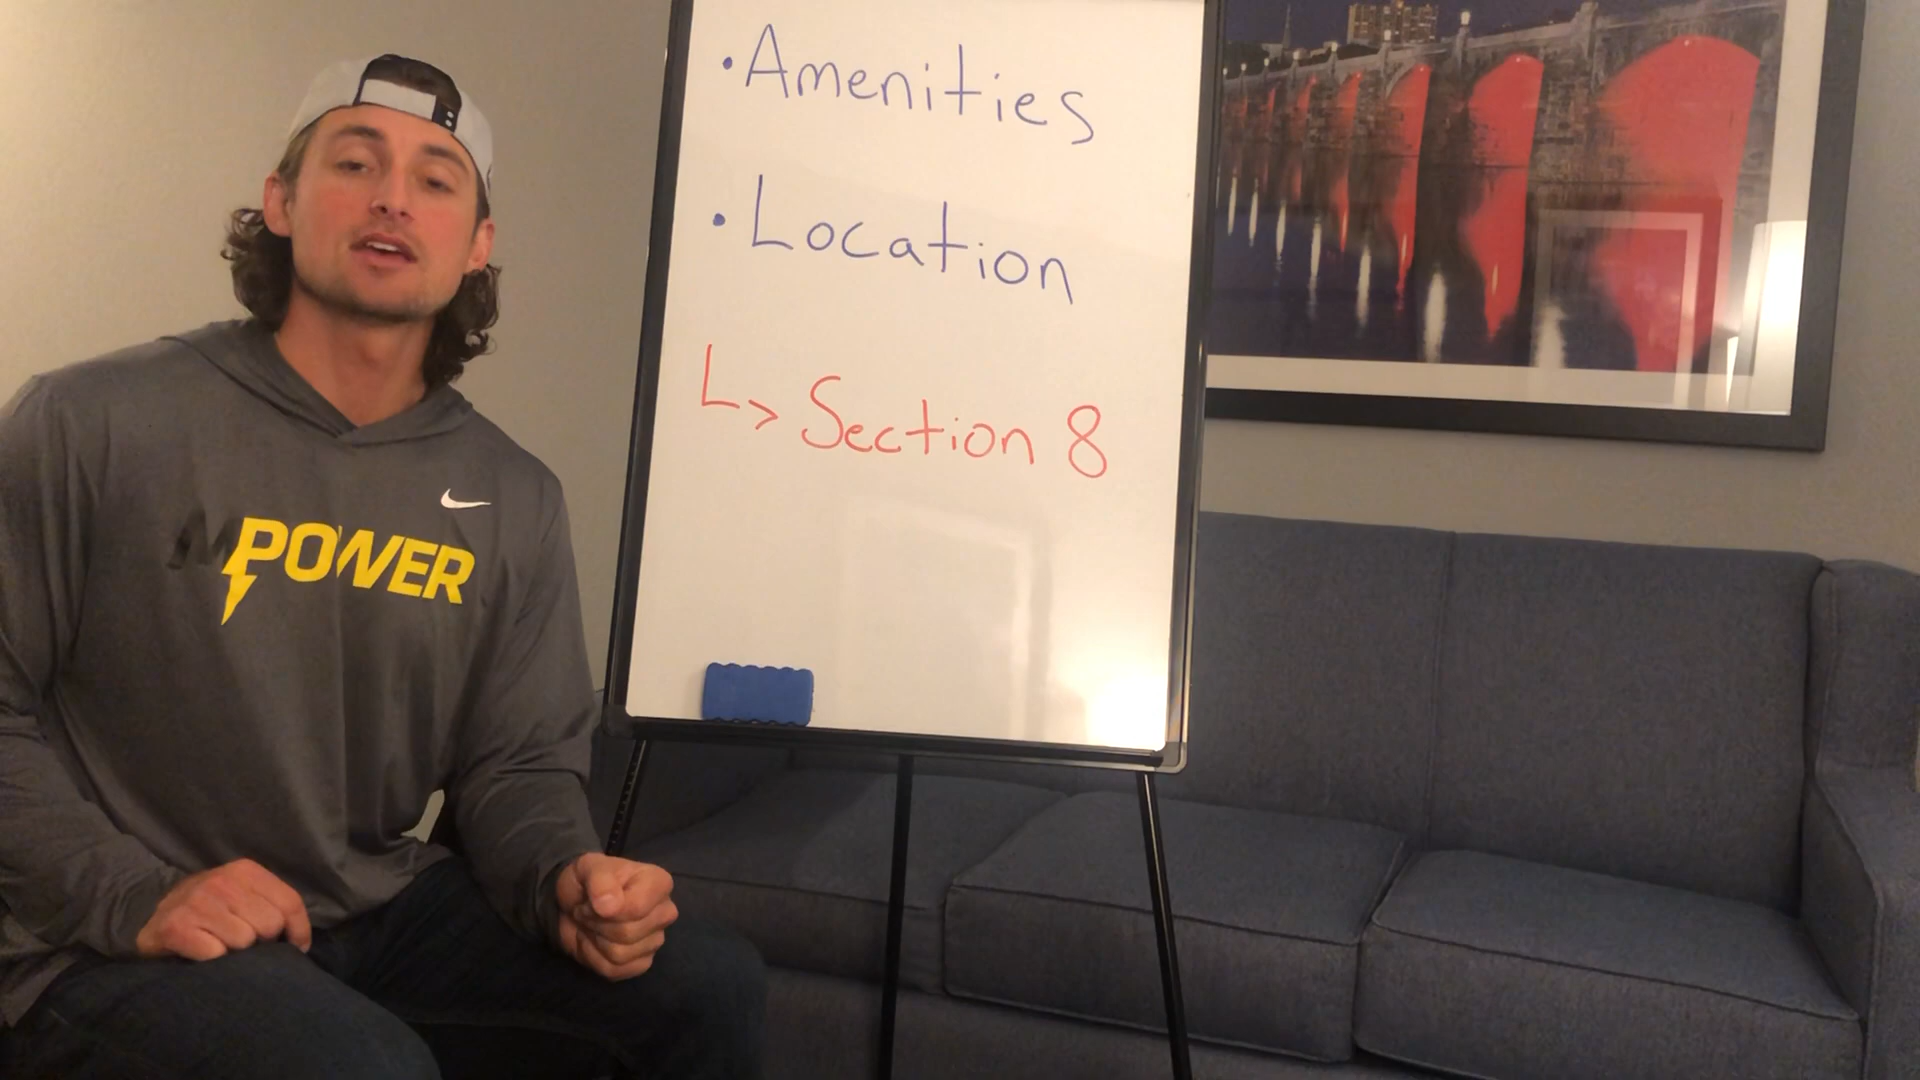 • Amenities
• Location
↳ Section 8
MPOWER